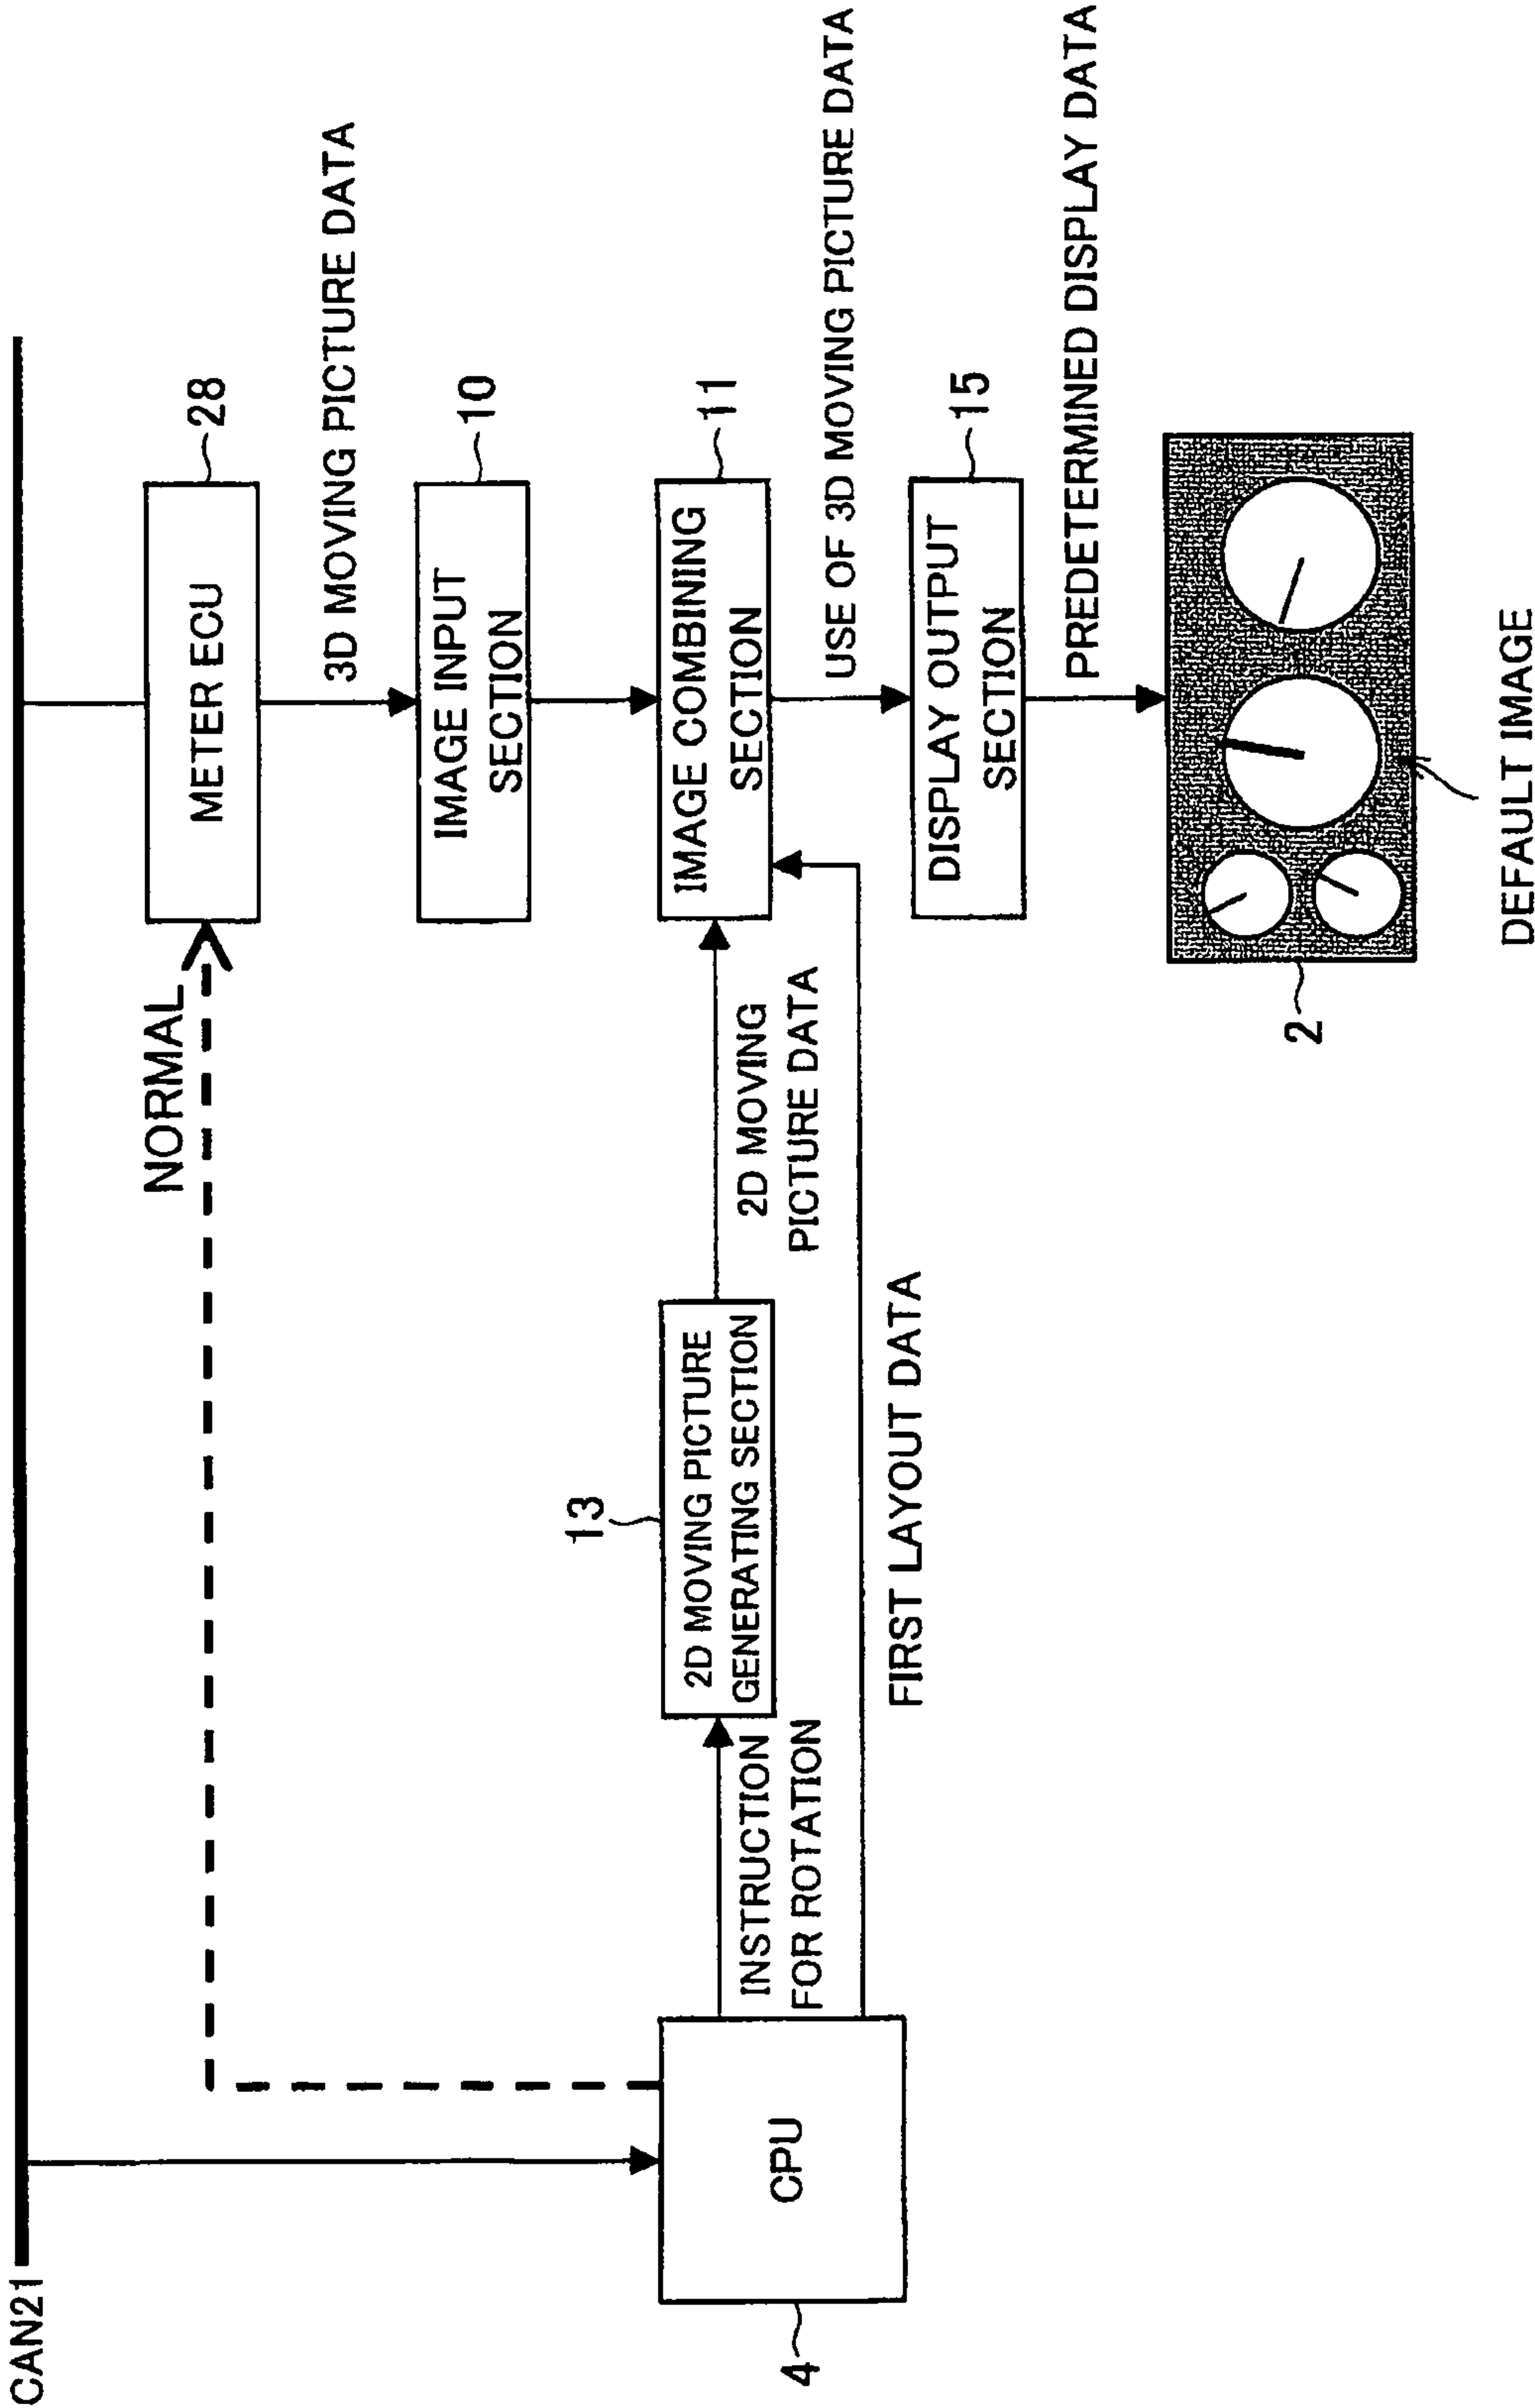 CAN21
NORMAL
METER ECU
28
3D MOVING PICTURE DATA
IMAGE INPUT
SECTION
10
13
2D MOVING PICTURE
GENERATING SECTION
INSTRUCTION
FOR ROTATION
2D MOVING
PICTURE DATA
IMAGE COMBINING
SECTION
11
CPU
4
FIRST LAYOUT DATA
USE OF 3D MOVING PICTURE DATA
DISPLAY OUTPUT
SECTION
15
PREDETERMINED DISPLAY DATA
2
DEFAULT IMAGE